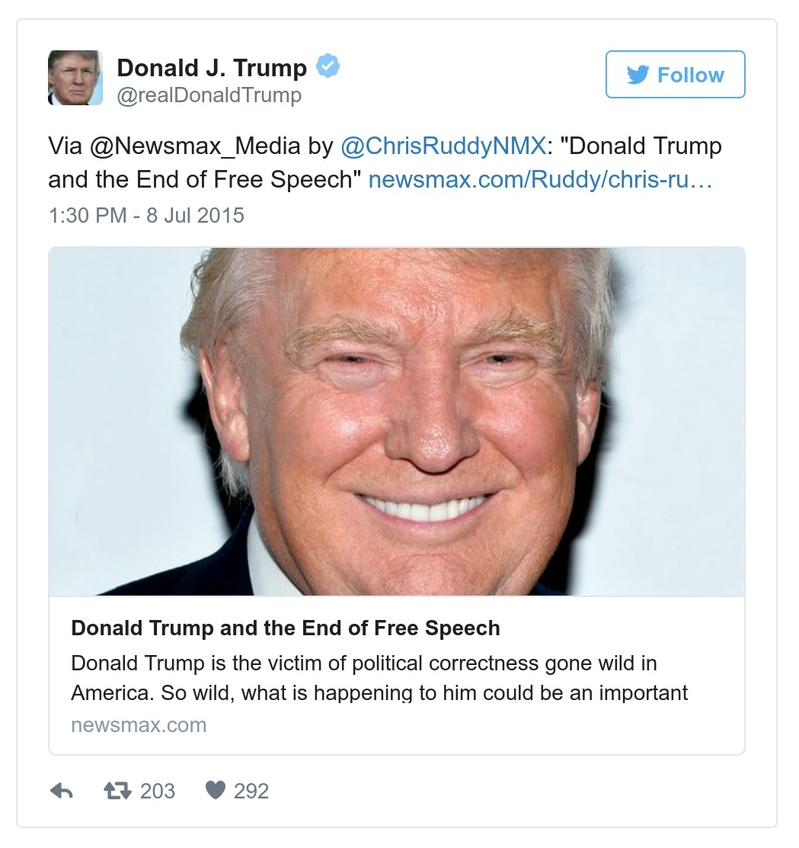 Donald J. Trump
Follow
@realDonaldTrump
Via @Newsmax_Media by @ChrisRuddyNMX: "Donald Trump
and the End of Free Speech" newsmax.com/Ruddy/chris-ru…
1:30 PM - 8 Jul 2015
Donald Trump and the End of Free Speech
Donald Trump is the victim of political correctness gone wild in
America. So wild, what is happening to him could be an important
newsmax.com
203 292